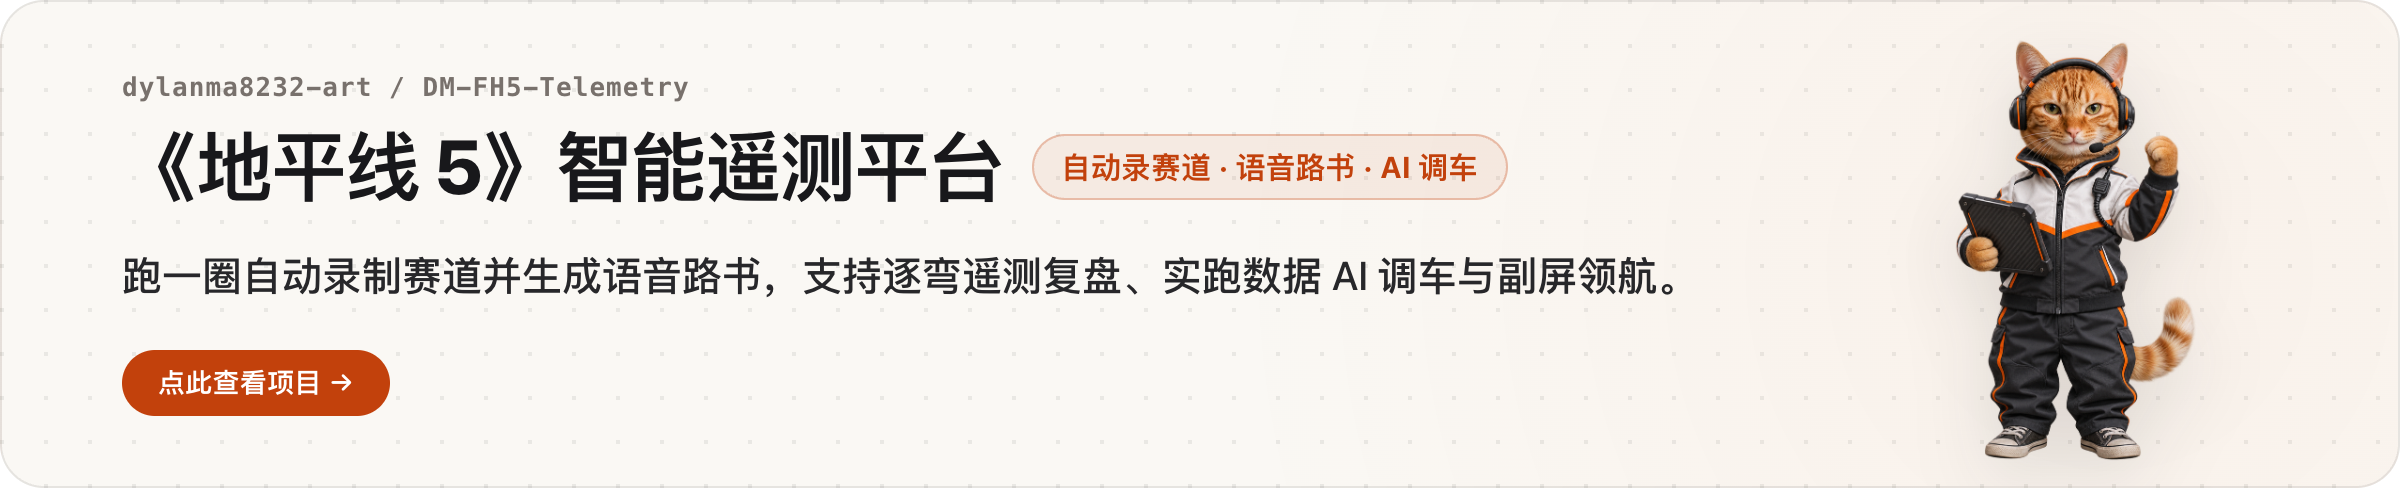 dylanma8232-art / DM-FH5-Telemetry
《地平线 5》智能遥测平台
自动录赛道 · 语音路书 · AI 调车
跑一圈自动录制赛道并生成语音路书，支持逐弯遥测复盘、实跑数据 AI 调车与副屏领航。
点此查看项目 →